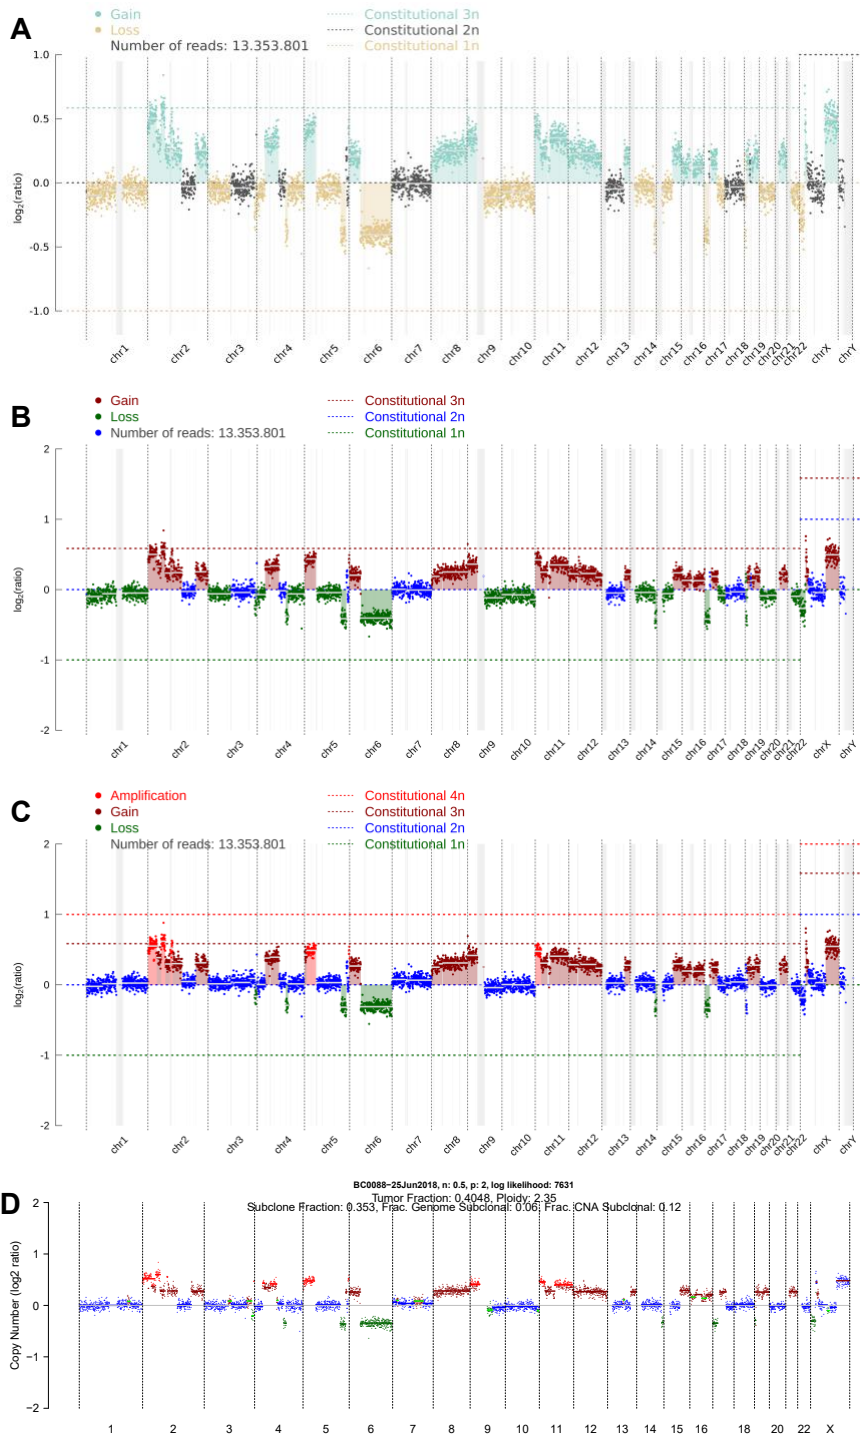 A
Gain
Loss
Number of reads: 13.353.801
Constitutional 3n
Constitutional 2n
Constitutional 1n
log2(ratio)
1.0
0.5
0.0
-0.5
-1.0
chr1 chr2 chr3 chr4 chr5 chr6 chr7 chr8 chr9 chr10 chr11 chr12 chr13 chr14 chr15 chr16 chr17 chr18 chr19 chr20 chr21 chr22 chrX chrY
B
Gain
Loss
Number of reads: 13.353.801
Constitutional 3n
Constitutional 2n
Constitutional 1n
log2(ratio)
2
1
0
-1
-2
chr1 chr2 chr3 chr4 chr5 chr6 chr7 chr8 chr9 chr10 chr11 chr12 chr13 chr14 chr15 chr16 chr17 chr18 chr19 chr20 chr21 chr22 chrX chrY
C
Amplification
Gain
Loss
Number of reads: 13.353.801
Constitutional 4n
Constitutional 3n
Constitutional 2n
Constitutional 1n
log2(ratio)
2
1
0
-1
-2
chr1 chr2 chr3 chr4 chr5 chr6 chr7 chr8 chr9 chr10 chr11 chr12 chr13 chr14 chr15 chr16 chr17 chr18 chr19 chr20 chr21 chr22 chrX chrY
D
BC0088−25Jun2018, n: 0.5, p: 2, log likelihood: 7631
Tumor Fraction: 0.4048, Ploidy: 2.35
Subclone Fraction: 0.353, Frac. Genome Subclonal: 0.06, Frac. CNA Subclonal: 0.12
Copy Number (log2 ratio)
2
1
0
−1
−2
1 2 3 4 5 6 7 8 9 10 11 12 13 14 15 16 18 20 22 X